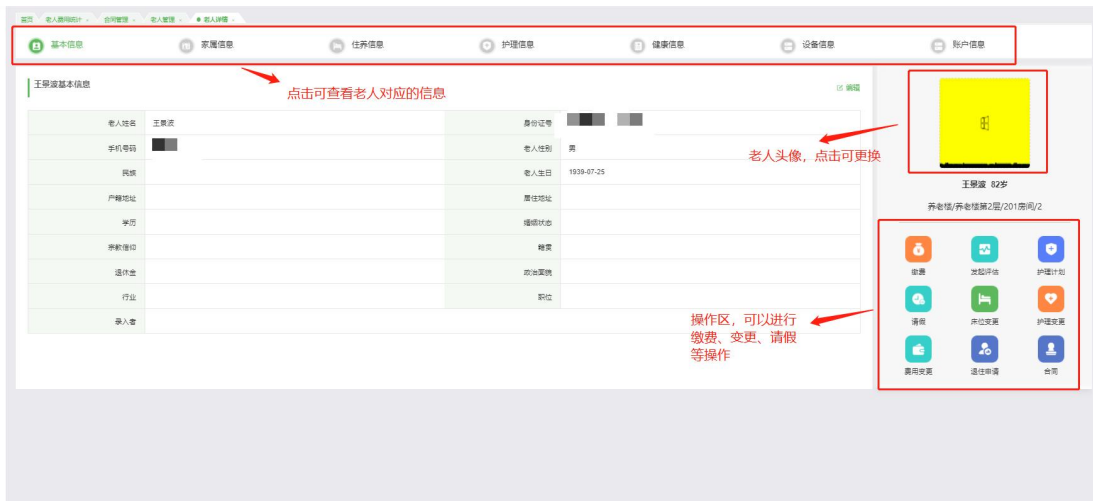 首页 老人费用统计 合同管理 老人管理 老人详情
基本信息 家属信息 住养信息 护理信息 健康信息 设备信息 账户信息
王景波基本信息
编辑
点击可查看老人对应的信息
老人姓名 王景波 身份证号
手机号码 老人性别 男
民族 老人生日 1939-07-25
户籍地址 居住地址
学历 婚姻状态
宗教信仰 籍贯
退休金 政治面貌
行业 职位
录入者
老人头像，点击可更换
王景波 82岁
养老楼/养老楼第2层/201房间/2
缴费 发起评估 护理计划
请假 床位变更 护理变更
费用变更 退住申请 合同
操作区，可以进行
缴费、变更、请假
等操作